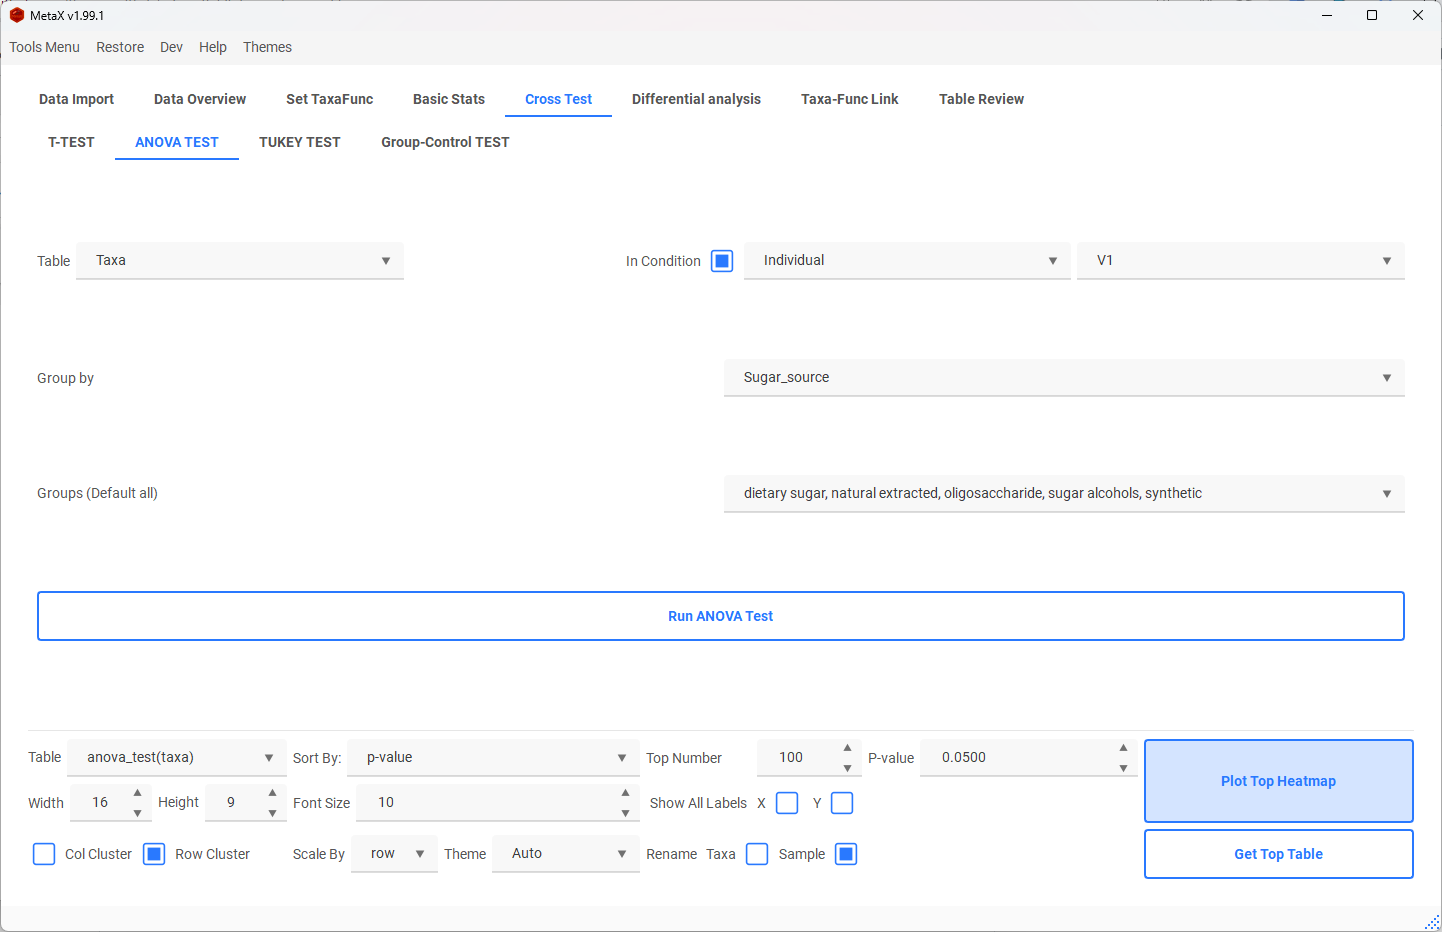 MetaX v1.99.1
Tools Menu Restore Dev Help Themes
Data Import Data Overview Set TaxaFunc Basic Stats Cross Test Differential analysis Taxa-Func Link Table Review
T-TEST ANOVA TEST TUKEY TEST Group-Control TEST
Table Taxa In Condition Individual V1
Group by Sugar_source
Groups (Default all) dietary sugar, natural extracted, oligosaccharide, sugar alcohols, synthetic
Run ANOVA Test
Table anova_test(taxa) Sort By: p-value Top Number 100 P-value 0.0500
Plot Top Heatmap
Width 16 Height 9 Font Size 10 Show All Labels X Y
Col Cluster Row Cluster Scale By row Theme Auto Rename Taxa Sample
Get Top Table